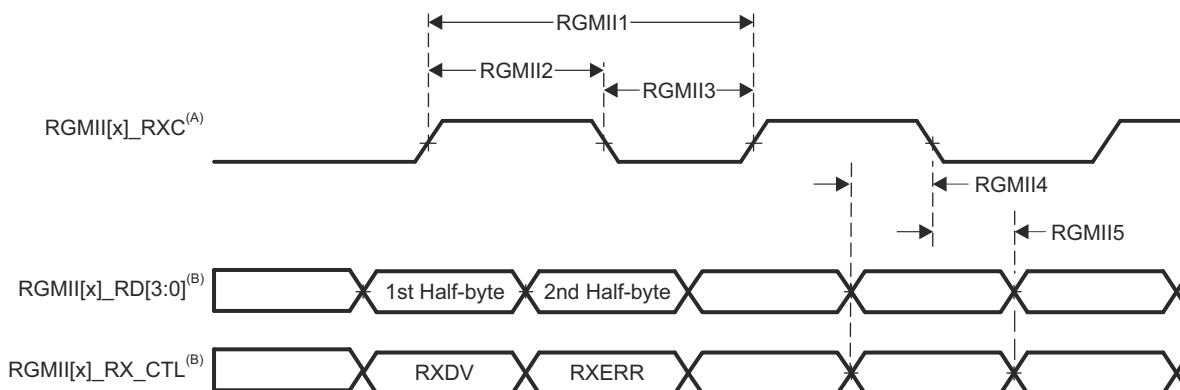 RGMII1
RGMII2
RGMII3
RGMII[x]_RXC(A)
RGMII4
RGMII5
RGMII[x]_RD[3:0](B)
1st Half-byte
2nd Half-byte
RGMII[x]_RX_CTL(B)
RXDV
RXERR